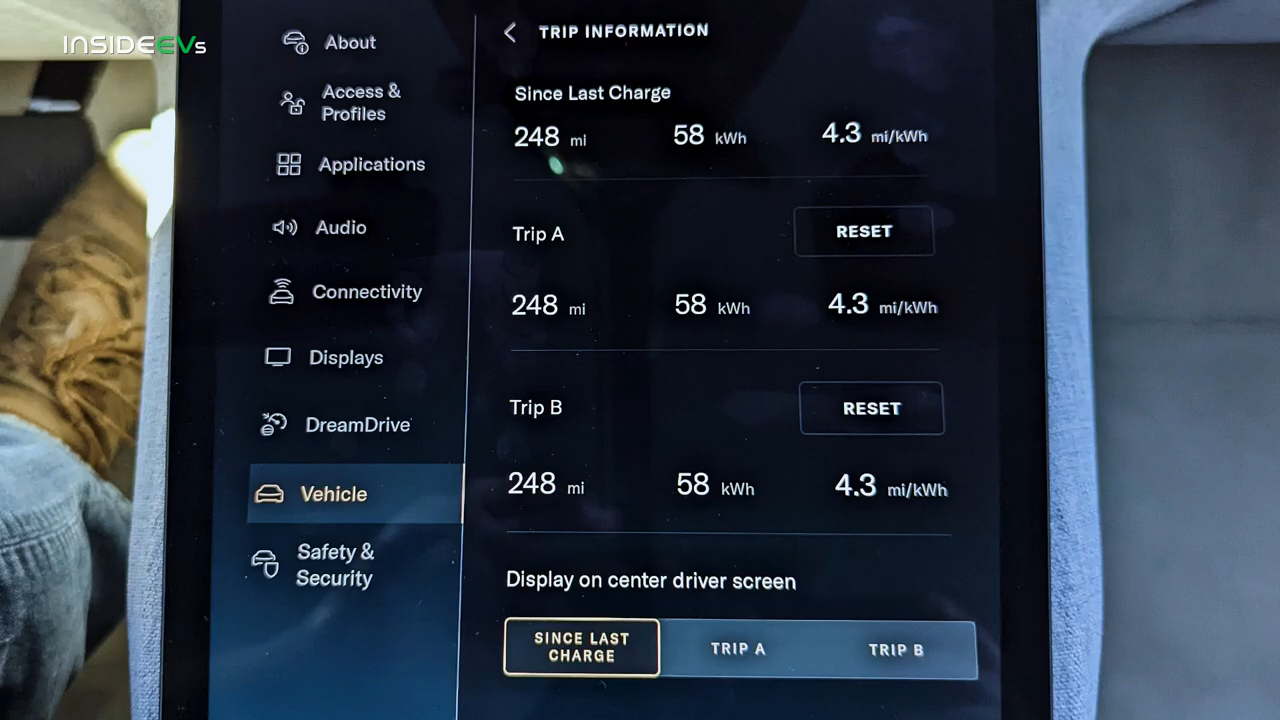 INSIDEEVs
About
Access &
Profiles
Applications
Audio
Connectivity
Displays
DreamDrive
Vehicle
Safety &
Security
TRIP INFORMATION
Since Last Charge
248 mi 58 kWh 4.3 mi/kWh
Trip A RESET
248 mi 58 kWh 4.3 mi/kWh
Trip B RESET
248 mi 58 kWh 4.3 mi/kWh
Display on center driver screen
SINCE LAST
CHARGE
TRIP A
TRIP B